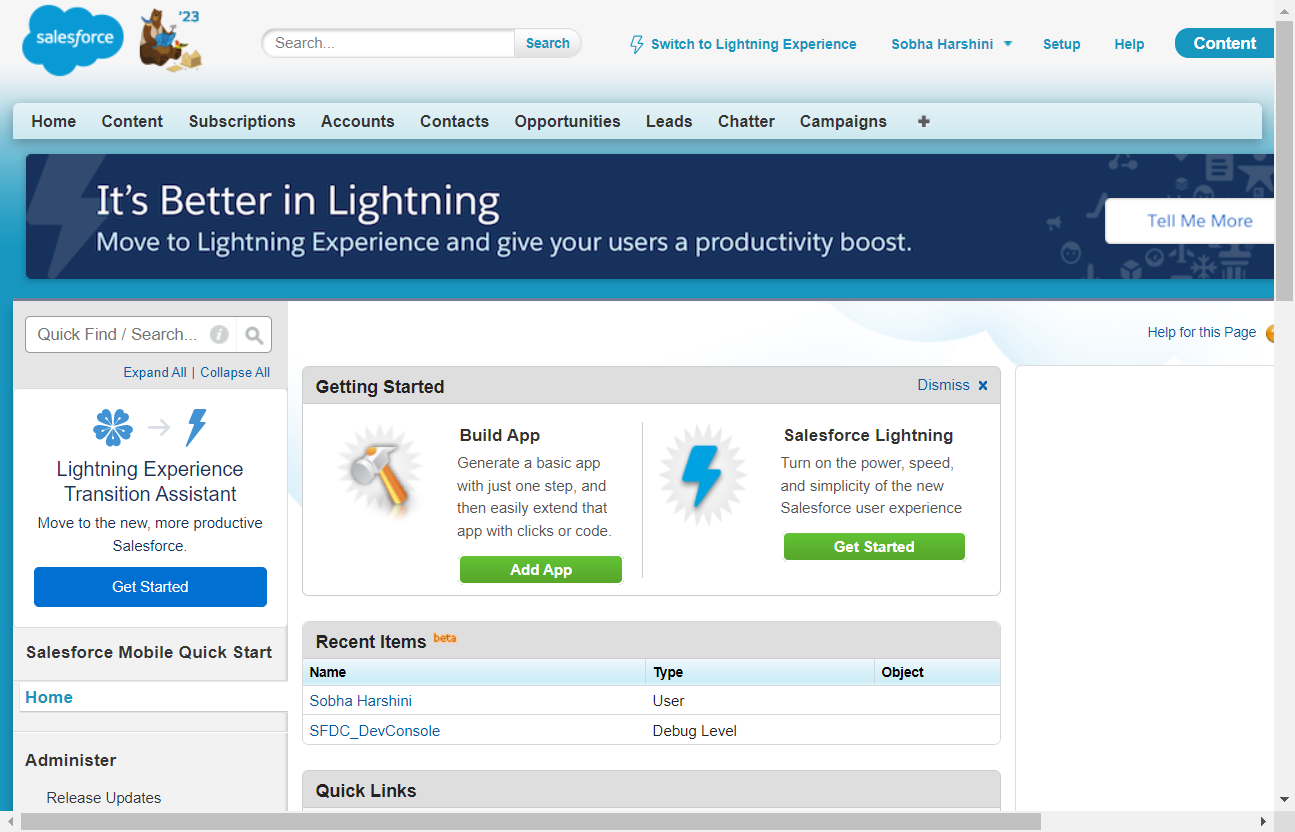 salesforce
'23
Search...
Search
Switch to Lightning Experience
Sobha Harshini
Setup
Help
Content
Home
Content
Subscriptions
Accounts
Contacts
Opportunities
Leads
Chatter
Campaigns
It's Better in Lightning
Move to Lightning Experience and give your users a productivity boost.
Tell Me More
Quick Find / Search...
Expand All | Collapse All
Lightning Experience
Transition Assistant
Move to the new, more productive
Salesforce.
Get Started
Salesforce Mobile Quick Start
Home
Administer
Release Updates
Help for this Page
Getting Started
Dismiss
Build App
Generate a basic app
with just one step, and
then easily extend that
app with clicks or code.
Add App
Salesforce Lightning
Turn on the power, speed,
and simplicity of the new
Salesforce user experience
Get Started
Recent Items beta
Name Type Object
Sobha Harshini User
SFDC_DevConsole Debug Level
Quick Links